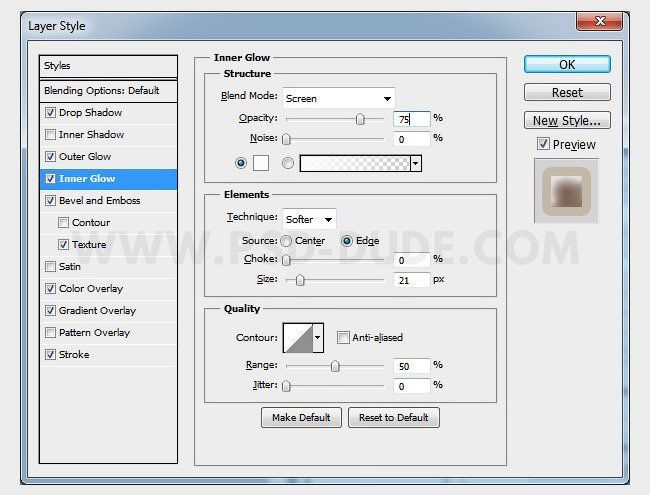 Layer Style
Styles
Blending Options: Default
Drop Shadow
Inner Shadow
Outer Glow
Inner Glow
Bevel and Emboss
Contour
Texture
Satin
Color Overlay
Gradient Overlay
Pattern Overlay
Stroke
Inner Glow
Structure
Blend Mode: Screen
Opacity: 75 %
Noise: 0 %
Elements
Technique: Softer
Source: Center Edge
Choke: 0 %
Size: 21 px
Quality
Contour: Anti-aliased
Range: 50 %
Jitter: 0 %
Make Default Reset to Default
OK
Reset
New Style...
Preview
WWW.PSD-DUDE.COM